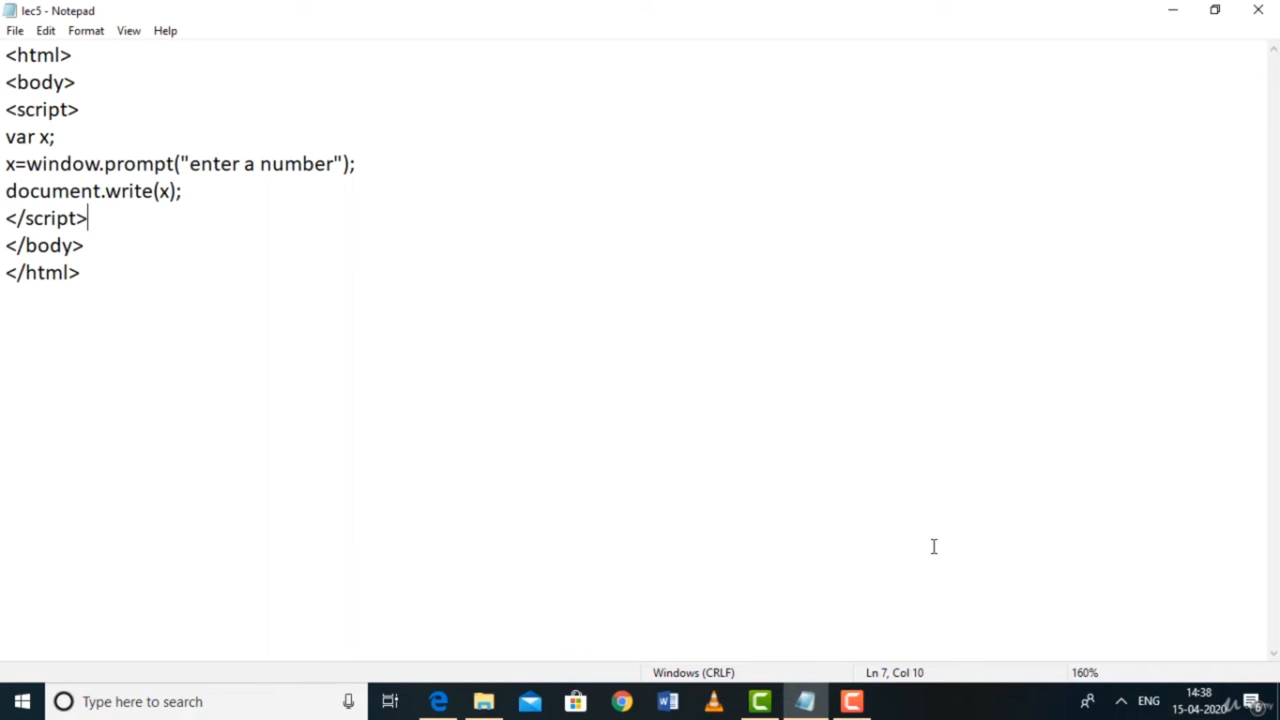 lec5 - Notepad
File Edit Format View Help
<html>
<body>
<script>
var x;
x=window.prompt("enter a number");
document.write(x);
</script>
</body>
</html>
Windows (CRLF) Ln 7, Col 10 160%
Type here to search
ENG
14:38
15-04-2020
6